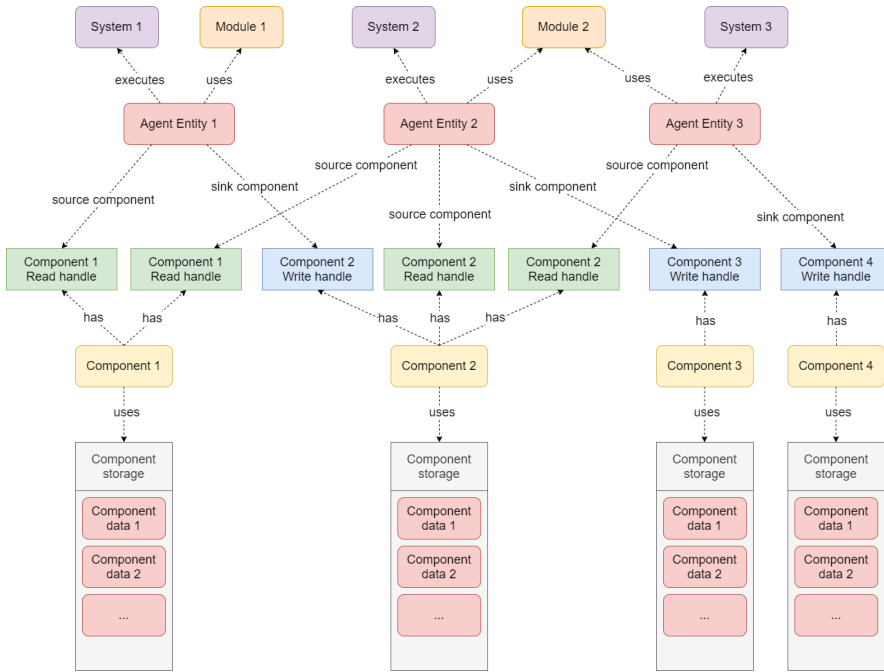 System 1
Module 1
System 2
Module 2
System 3
executes
uses
executes
uses
uses
executes
Agent Entity 1
Agent Entity 2
Agent Entity 3
source component
sink component
source component
source component
sink component
source component
sink component
Component 1
Read handle
Component 1
Read handle
Component 2
Write handle
Component 2
Read handle
Component 2
Read handle
Component 3
Write handle
Component 4
Write handle
has
has
has
has
has
has
has
Component 1
Component 2
Component 3
Component 4
uses
uses
uses
uses
Component
storage
Component
data 1
Component
data 2
...
Component
storage
Component
data 1
Component
data 2
...
Component
storage
Component
data 1
Component
data 2
...
Component
storage
Component
data 1
Component
data 2
...